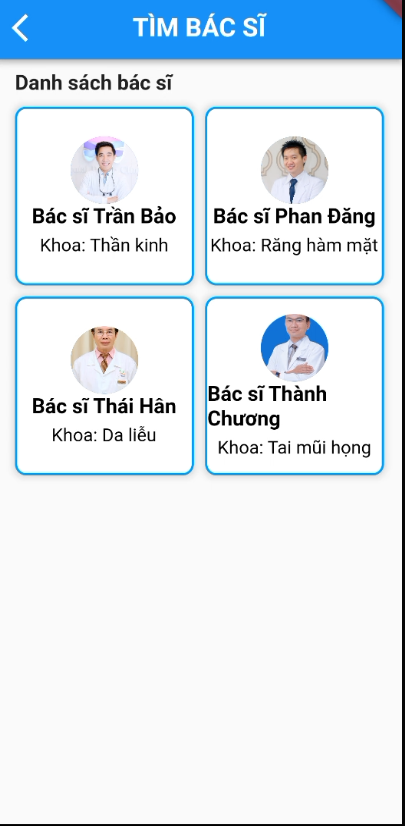 TÌM BÁC SĨ
Danh sách bác sĩ
Bác sĩ Trần Bảo
Khoa: Thần kinh
Bác sĩ Phan Đăng
Khoa: Răng hàm mặt
Bác sĩ Thái Hân
Khoa: Da liễu
Bác sĩ Thành
Chương
Khoa: Tai mũi họng